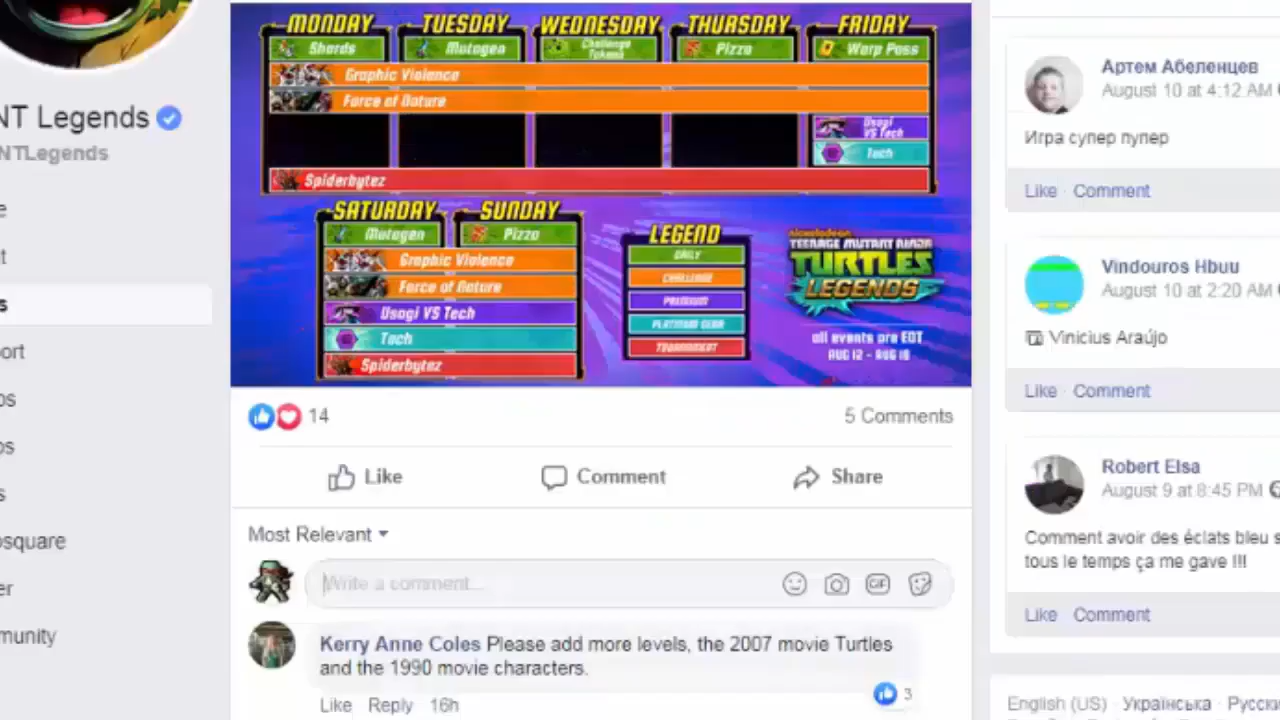 MONDAY TUESDAY WEDNESDAY THURSDAY FRIDAY
Shards Mutagen Challenge Tokens Pizza Warp Pass
Graphic Violence
Force of Nature
Usagi
VS Tech
Tech
Spiderbytez
SATURDAY SUNDAY
Mutagen Pizza
Graphic Violence
Force of Nature
Usagi VS Tech
Tech
Spiderbytez
LEGEND
DAILY
CHALLENGE
PREMIUM
PLATINUM GEAR
TOURNAMENT
nickelodeon
TEENAGE MUTANT NINJA
TURTLES
LEGENDS
all events are EDT
AUG 12 - AUG 18
NT Legends
NTLegends
e
t
s
ort
os
os
s
osquare
er
munity
14
5 Comments
Like Comment Share
Most Relevant
Write a comment...
GIF
Kerry Anne Coles Please add more levels, the 2007 movie Turtles
and the 1990 movie characters.
3
Like Reply 16h
Артем Абеленцев
August 10 at 4:12 AM
Игра супер пупер
Like · Comment
Vindouros Hbuu
August 10 at 2:20 AM
Vinicius Araújo
Like · Comment
Robert Elsa
August 9 at 8:45 PM
Comment avoir des éclats bleu s
tous le temps ça me gave !!!
Like · Comment
English (US) · Українська · Русски